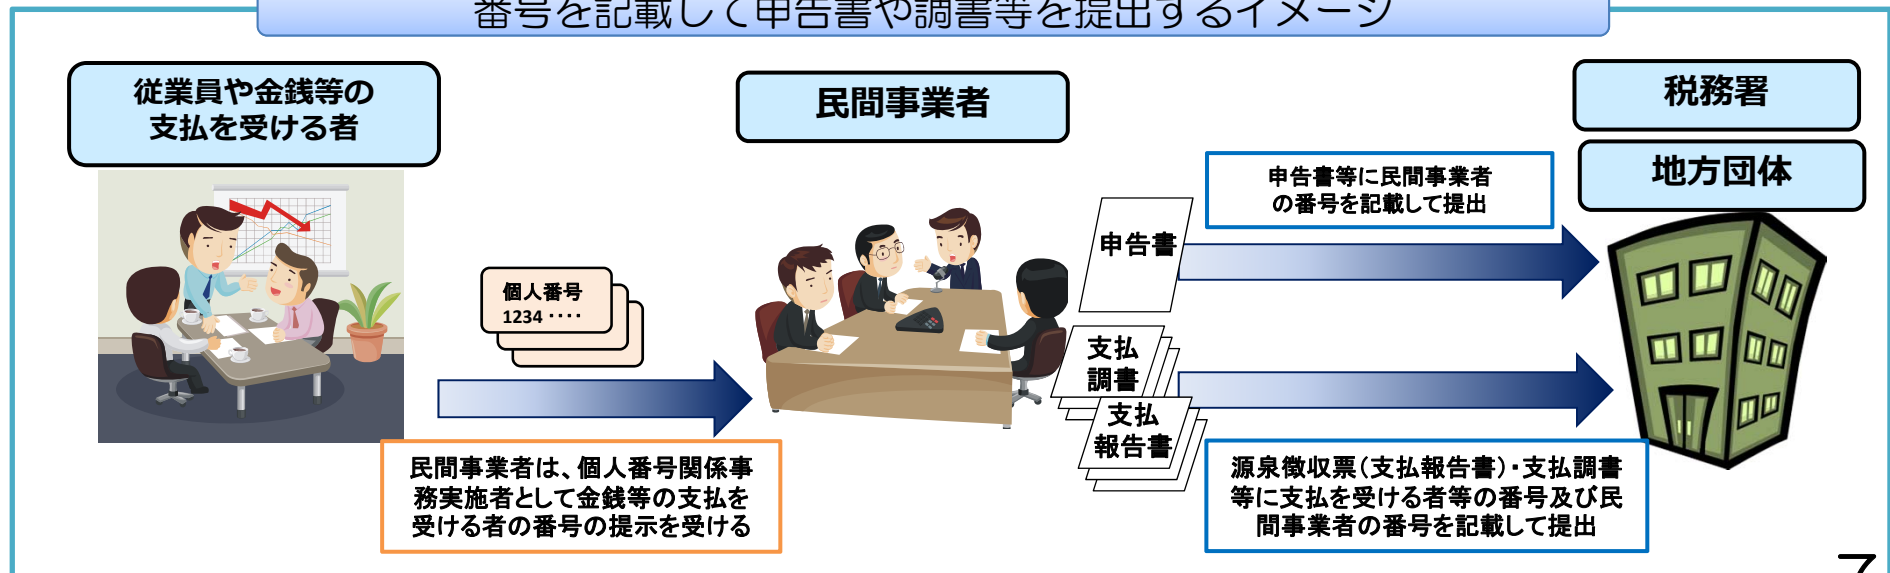 番号を記載して申告書や調書等を提出するイメージ
従業員や金銭等の
支払を受ける者
民間事業者
税務署
地方団体
個人番号
1234 ‥‥
民間事業者は、個人番号関係事
務実施者として金銭等の支払を
受ける者の番号の提示を受ける
申告書
申告書等に民間事業者
の番号を記載して提出
支払
調書
支払
報告書
源泉徴収票(支払報告書)・支払調書
等に支払を受ける者等の番号及び民
間事業者の番号を記載して提出